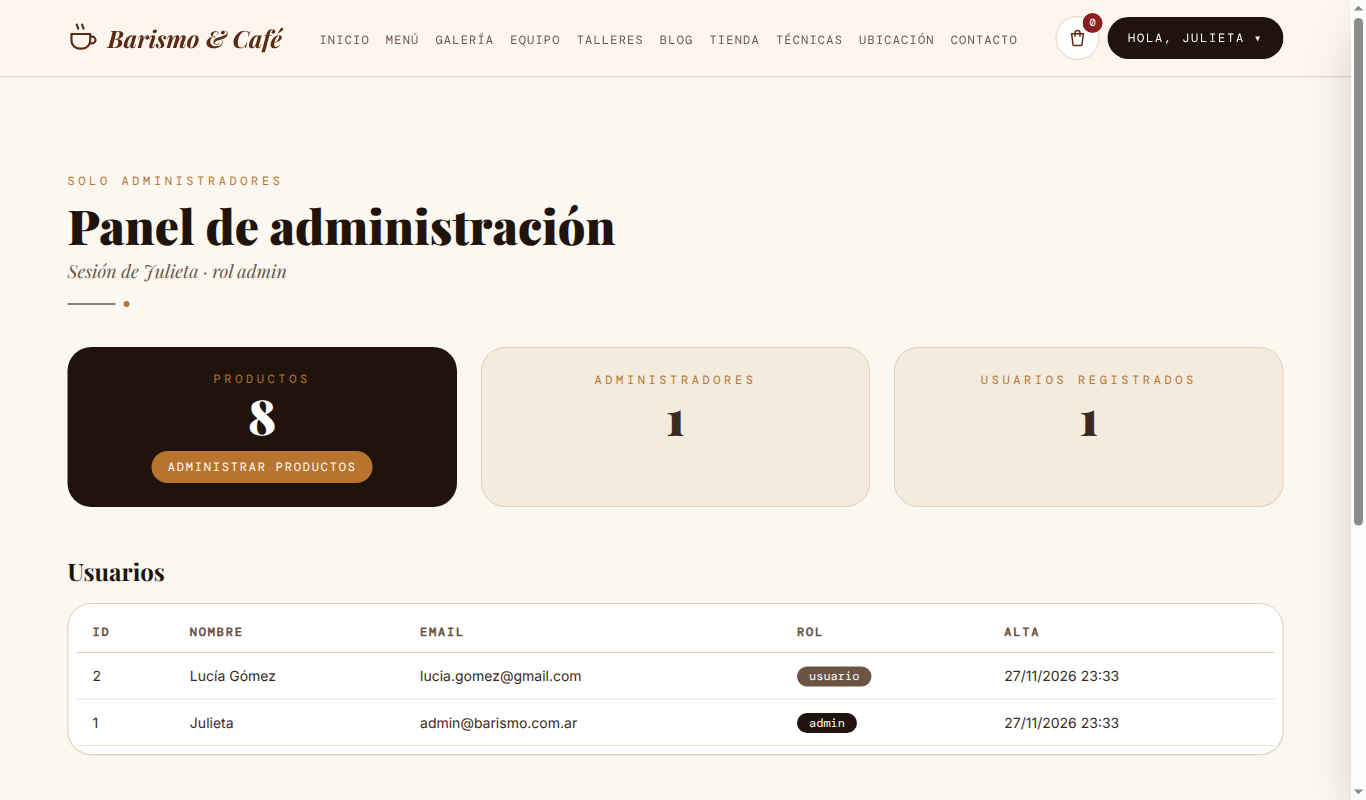 Barismo & Café
INICIO MENÚ GALERÍA EQUIPO TALLERES BLOG TIENDA TÉCNICAS UBICACIÓN CONTACTO
0
HOLA, JULIETA ▾
SOLO ADMINISTRADORES
Panel de administración
Sesión de Julieta · rol admin
PRODUCTOS
8
ADMINISTRAR PRODUCTOS
ADMINISTRADORES
1
USUARIOS REGISTRADOS
1
Usuarios
ID NOMBRE EMAIL ROL ALTA
2 Lucía Gómez lucia.gomez@gmail.com usuario 27/11/2026 23:33
1 Julieta admin@barismo.com.ar admin 27/11/2026 23:33